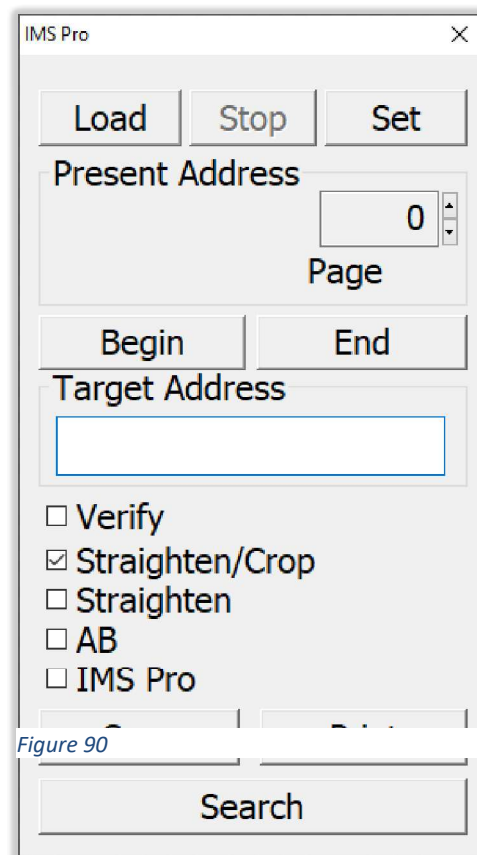 IMS Pro
Load Stop Set
Present Address
0
Page
Begin End
Target Address
Verify
Straighten/Crop
Straighten
AB
IMS Pro
Figure 90
Search